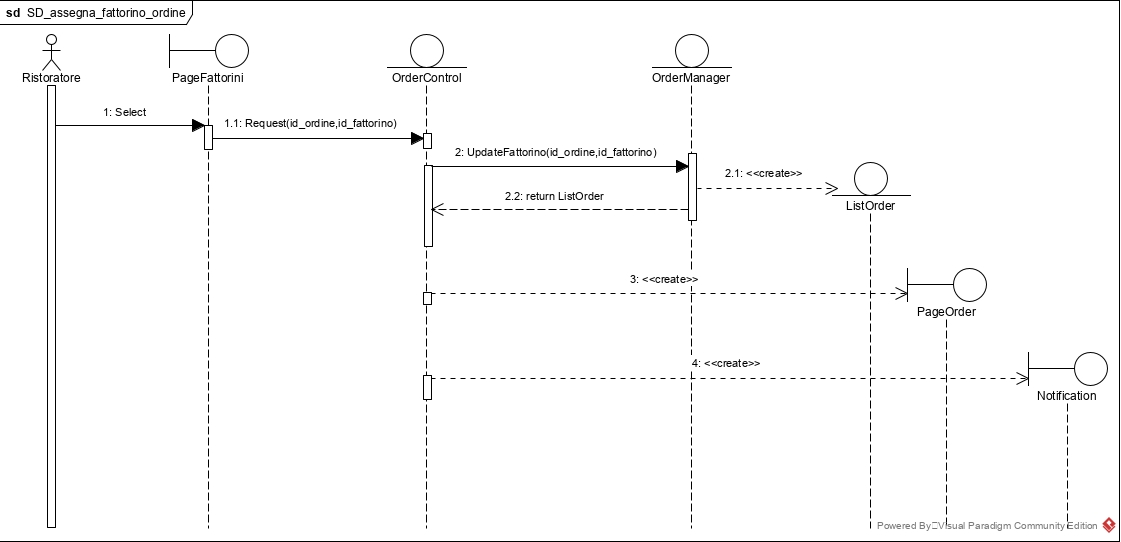 sd SD_assegna_fattorino_ordine
Ristoratore
PageFattorini
OrderControl
OrderManager
1: Select
1.1: Request(id_ordine,id_fattorino)
2: UpdateFattorino(id_ordine,id_fattorino)
2.1: <<create>>
2.2: return ListOrder
ListOrder
3: <<create>>
PageOrder
4: <<create>>
Notification
Powered By Visual Paradigm Community Edition